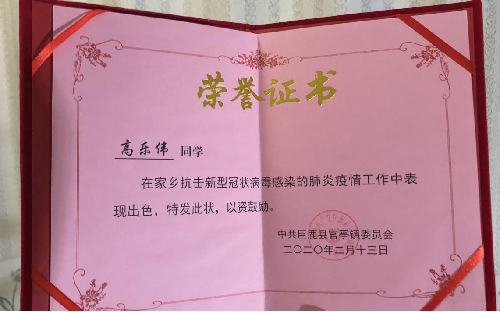 荣誉证书
高乐伟 同学
在家乡抗击新型冠状病毒感染的肺炎疫情工作中表
现出色，特发此状，以资鼓励。
中共巨鹿县官亭镇委员会
二〇二〇年二月十三日